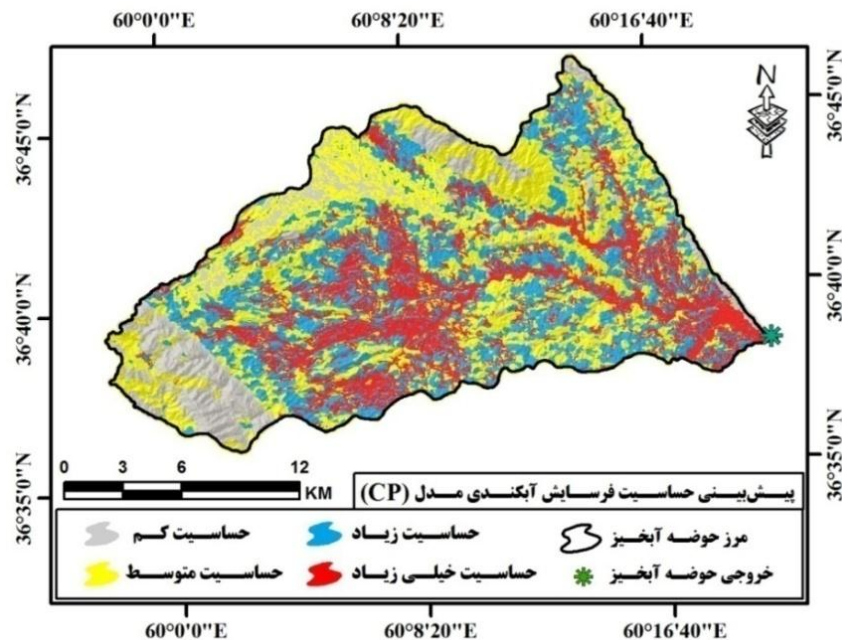 60°0'0"E 60°8'20"E 60°16'40"E
N
36°45'0"N
36°45'0"N
36°40'0"N
36°40'0"N
36°35'0"N
36°35'0"N
0 3 6 12
KM
پیش‌بینی حساسیت فرسایش آبکندی مدل (CP)
مرز حوضه آبخیز
حساسیت زیاد
حساسیت کم
خروجی حوضه آبخیز
حساسیت خیلی زیاد
حساسیت متوسط
60°0'0"E 60°8'20"E 60°16'40"E